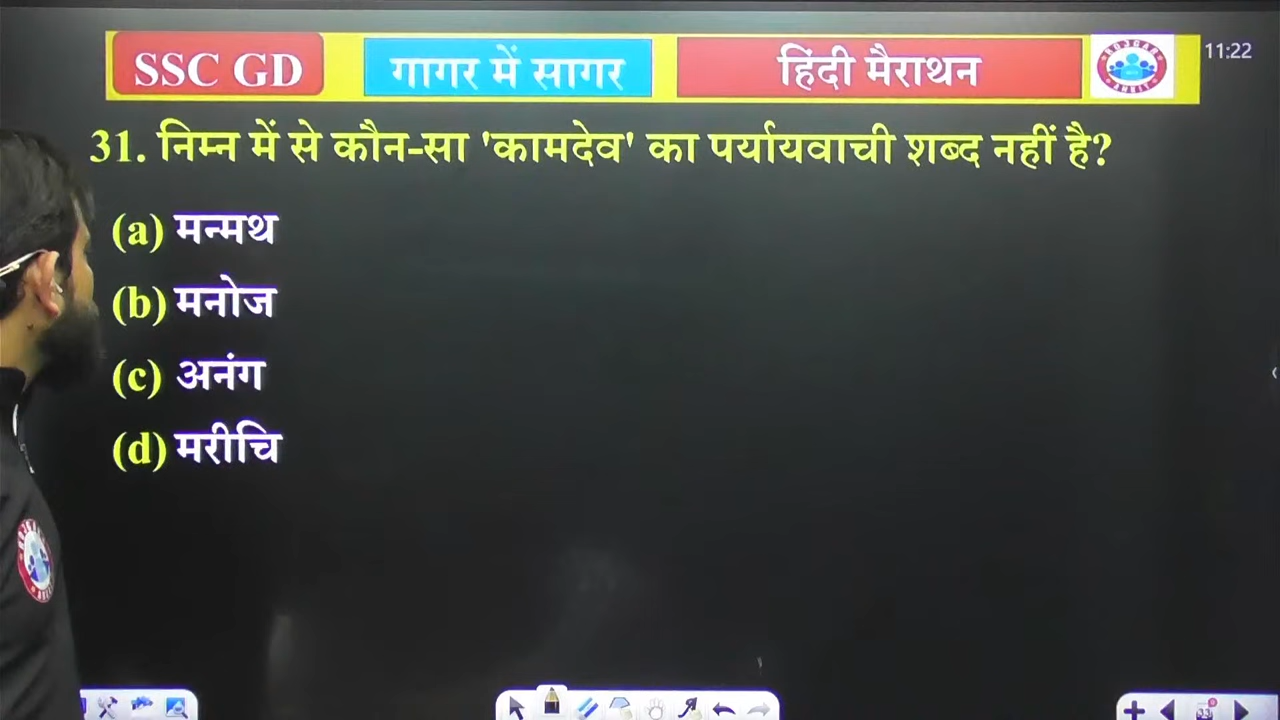 SSC GD
गागर में सागर
हिंदी मैराथन
11:22
31. निम्न में से कौन-सा 'कामदेव' का पर्यायवाची शब्द नहीं है?
(a) मन्मथ
(b) मनोज
(c) अनंग
(d) मरीचि